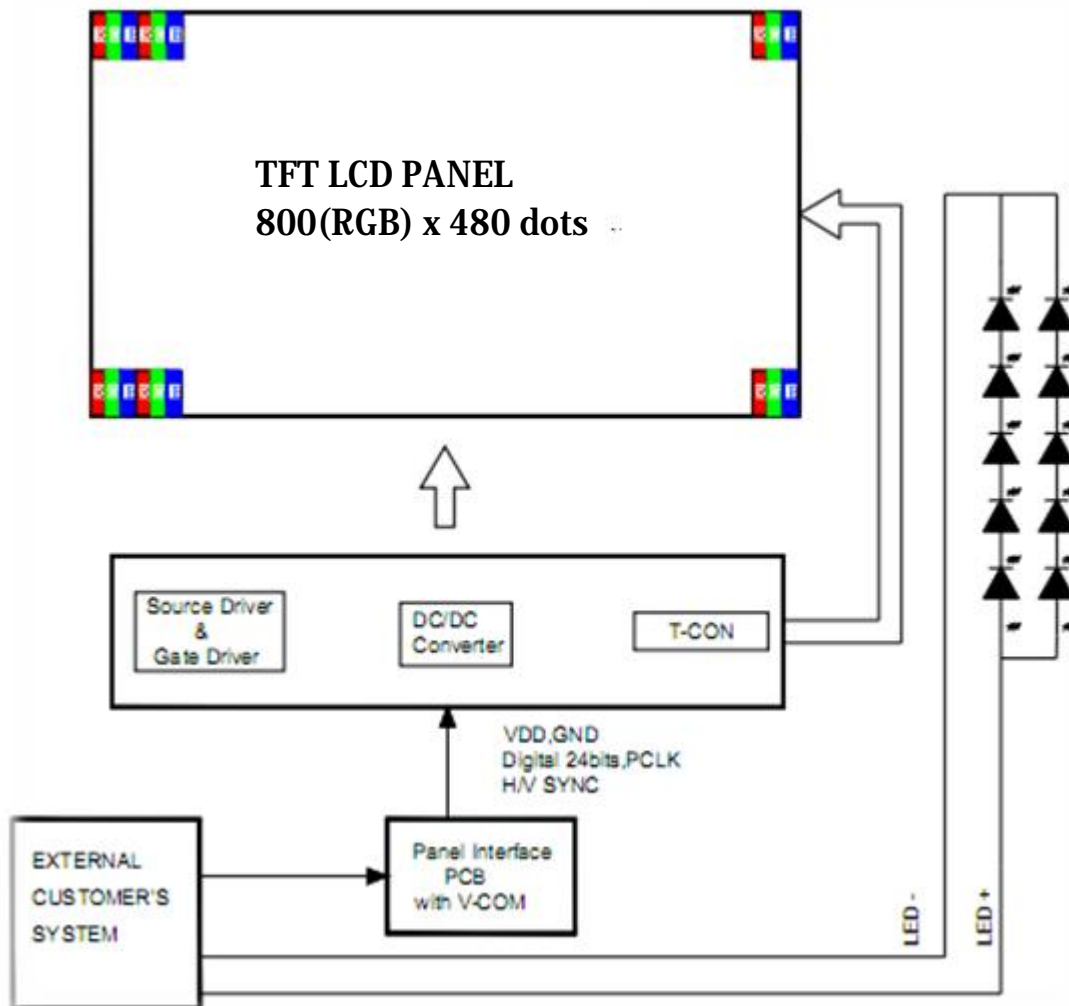 R G B R G B
R G B
TFT LCD PANEL
800(RGB) x 480 dots
R G B R G B
R G B
Source Driver
&
Gate Driver
DC/DC
Converter
T-CON
VDD,GND
Digital 24bits,PCLK
H/V SYNC
EXTERNAL
CUSTOMER'S
SYSTEM
Panel Interface
PCB
with V-COM
LED -
LED +